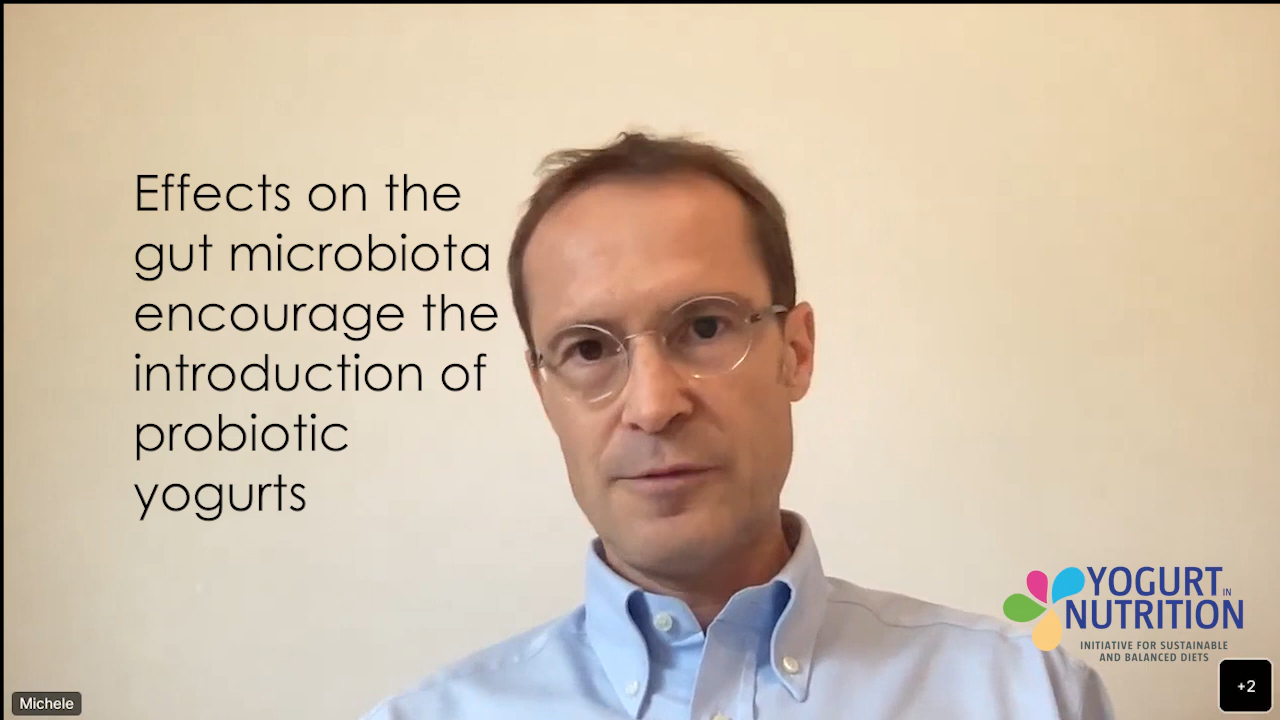 Effects on the
gut microbiota
encourage the
introduction of
probiotic
yogurts
YOGURT IN
NUTRITION
INITIATIVE FOR SUSTAINABLE
AND BALANCED DIETS
Michele
+2